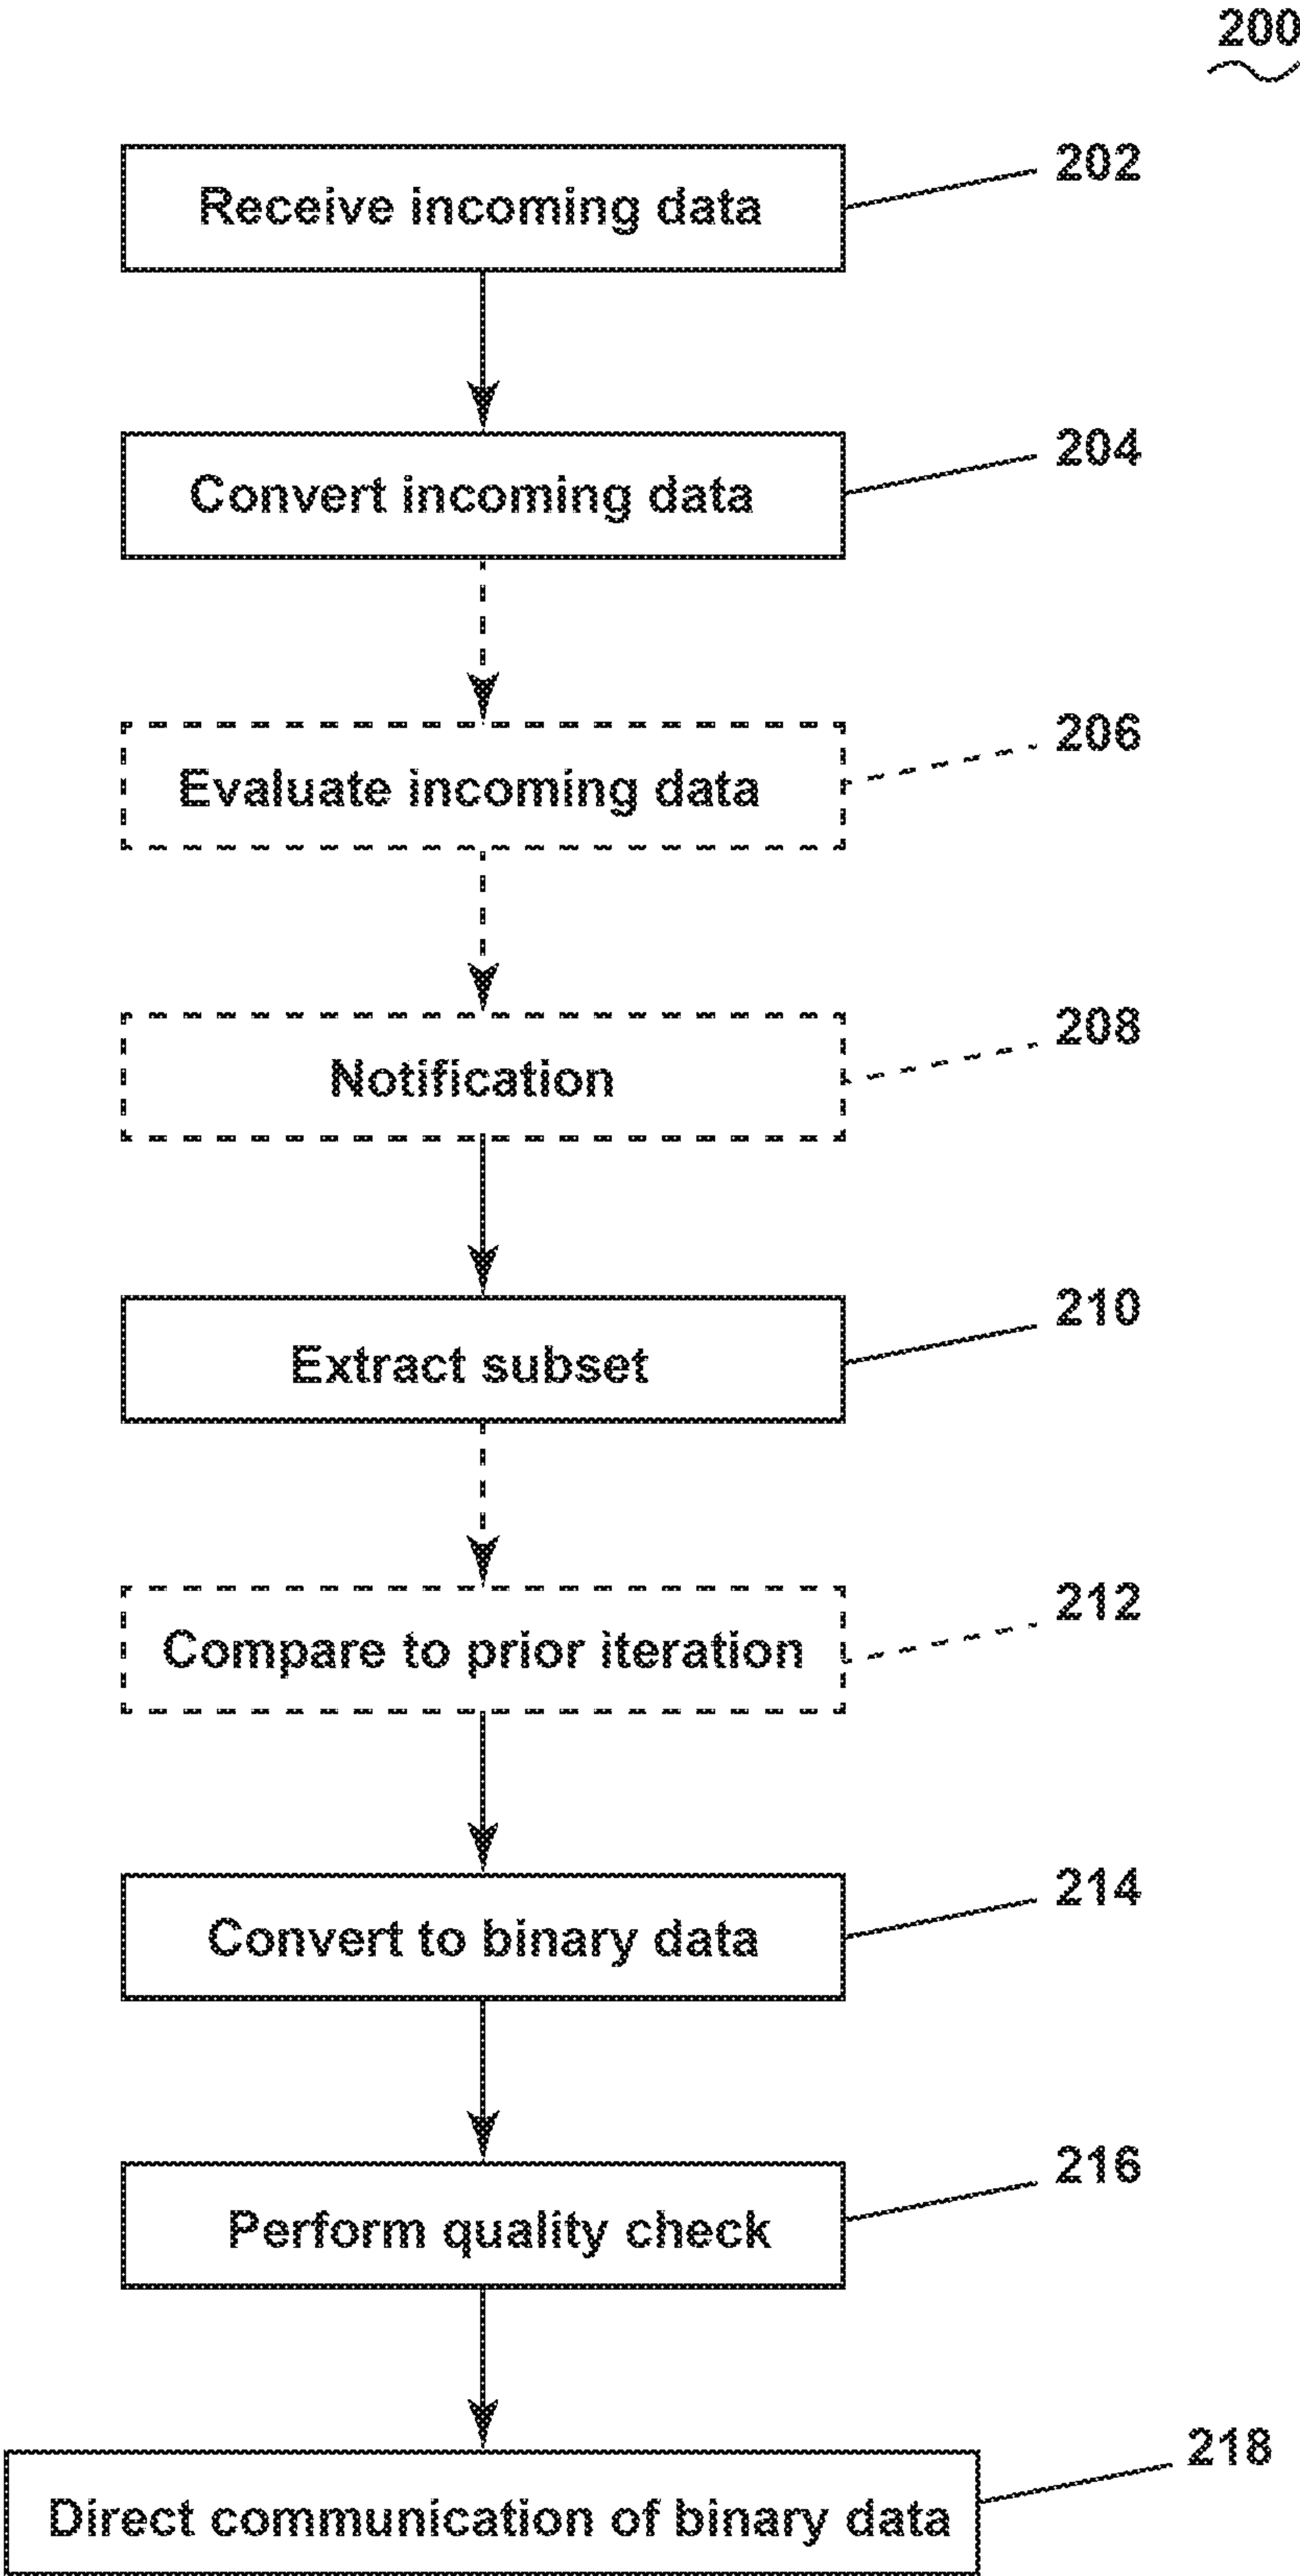 200
Receive incoming data
202
Convert incoming data
204
Evaluate incoming data
206
Notification
208
Extract subset
210
Compare to prior iteration
212
Convert to binary data
214
Perform quality check
216
Direct communication of binary data
218